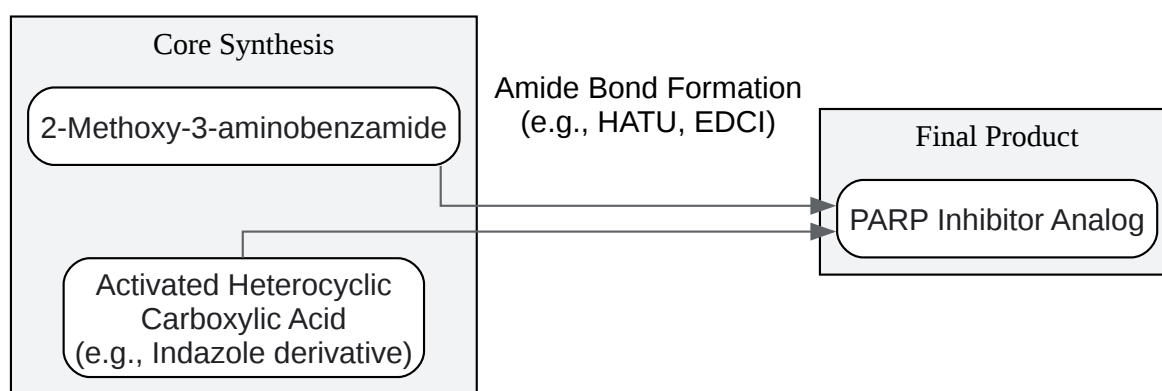 Core Synthesis
2-Methoxy-3-aminobenzamide
Activated Heterocyclic
Carboxylic Acid
(e.g., Indazole derivative)
Amide Bond Formation
(e.g., HATU, EDCI)
Final Product
PARP Inhibitor Analog